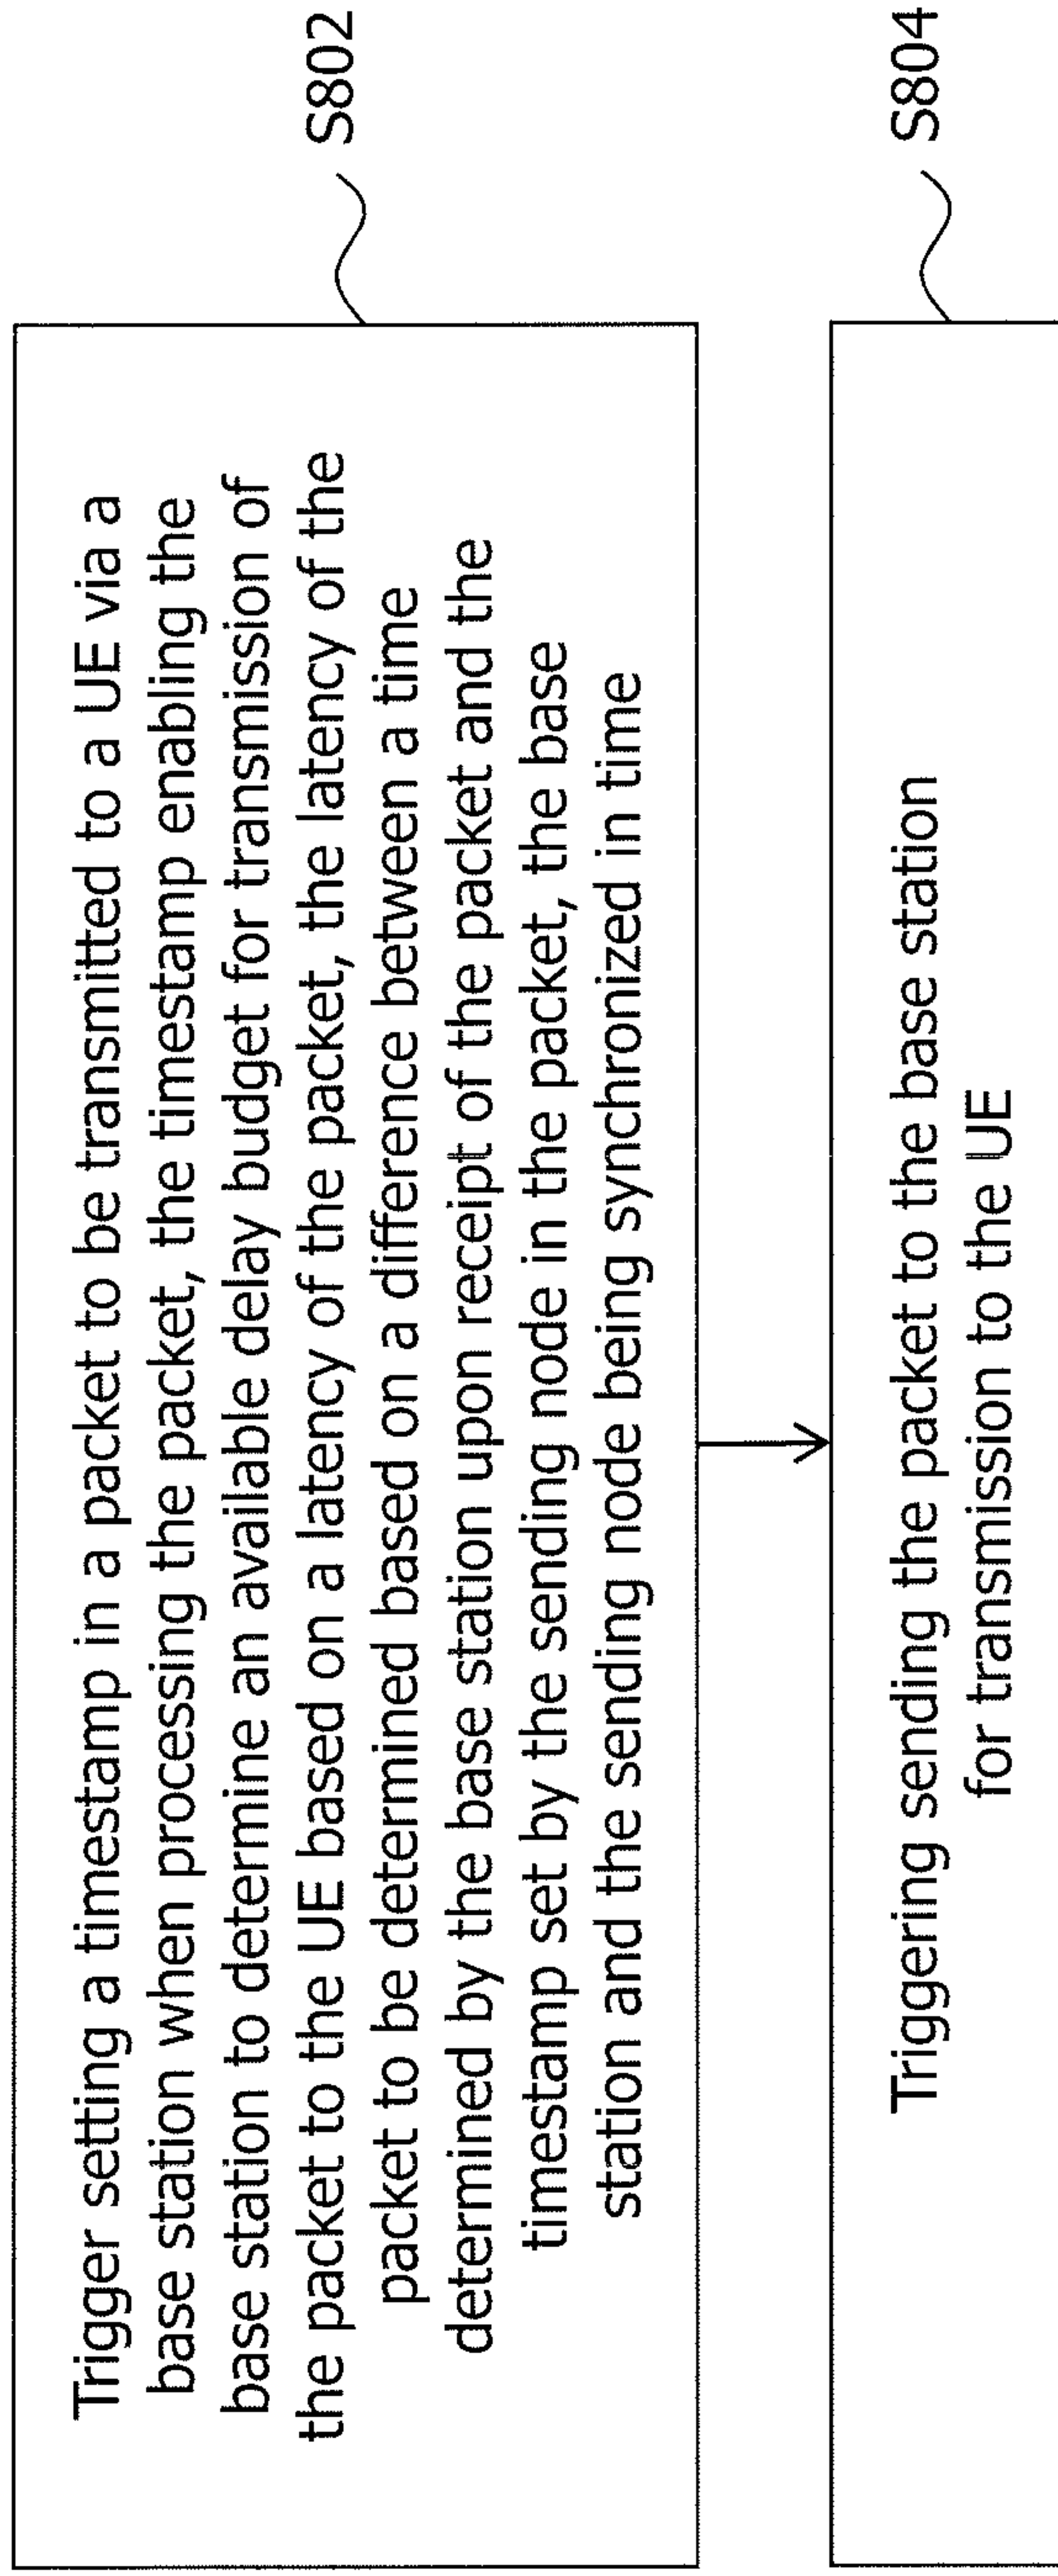 Trigger setting a timestamp in a packet to be transmitted to a UE via a
base station when processing the packet, the timestamp enabling the
base station to determine an available delay budget for transmission of
the packet to the UE based on a latency of the packet, the latency of the
packet to be determined based on a difference between a time
determined by the base station upon receipt of the packet and the
timestamp set by the sending node in the packet, the base
station and the sending node being synchronized in time
S802
Triggering sending the packet to the base station
for transmission to the UE
S804